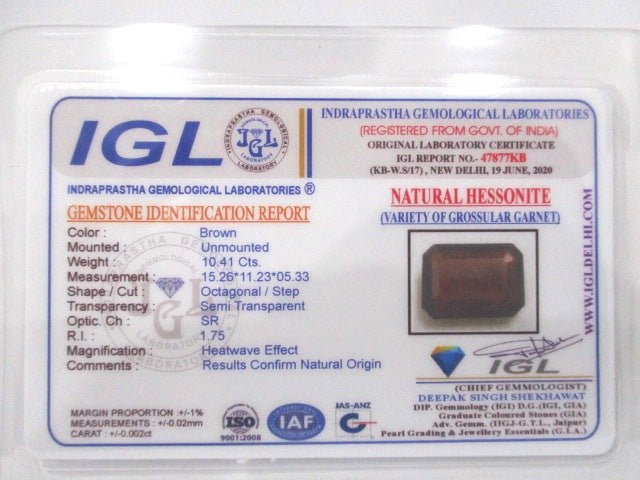 IGL
INDRAPRASTHA GEMOLOGICAL LABORATORIES ®
GEMSTONE IDENTIFICATION REPORT
Color : Brown
Mounted : Unmounted
Weight : 10.41 Cts.
Measurement : 15.26*11.23*05.33
Shape / Cut : Octagonal / Step
Transparency : Semi Transparent
Optic. Ch : SR
R.I. : 1.75
Magnification : Heatwave Effect
Comments : Results Confirm Natural Origin
MARGIN PROPORTION :+/-1%
MEASUREMENTS : +/-0.02mm
CARAT : +/-0.002ct
ISO
9001:2008
IAF
JAS-ANZ
INDRAPRASTHA GEMOLOGICAL LABORATORIES
(REGISTERED FROM GOVT. OF INDIA)
ORIGINAL LABORATORY CERTIFICATE
IGL REPORT NO.- 47877KB
(KB-W.S/17) , NEW DELHI, 19 JUNE, 2020
NATURAL HESSONITE
(VARIETY OF GROSSULAR GARNET)
IGL
(CHIEF GEMMOLOGIST)
DEEPAK SINGH SHEKHAWAT
DIP. Gemmology (IGI) D.G.(IGI, GIA)
Graduate Coloured Stones (GIA)
Adv. Gemm. (HGJ-G.T.L, Jaipur)
Pearl Grading & Jewellery Essentials (G.I.A.)
WWW.IGLDELHI.COM
INDRAPRASTHA GEMOLOGICAL
LABORATORY
IGL